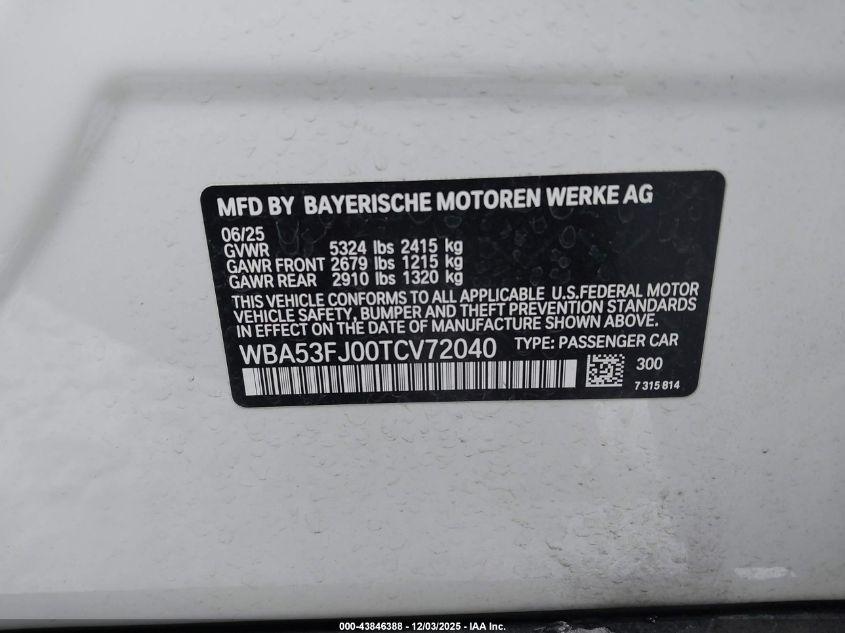 MFD BY BAYERISCHE MOTOREN WERKE AG
06/25
GVWR 5324 lbs 2415 kg
GAWR FRONT 2679 lbs 1215 kg
GAWR REAR 2910 lbs 1320 kg
THIS VEHICLE CONFORMS TO ALL APPLICABLE U.S.FEDERAL MOTOR
VEHICLE SAFETY, BUMPER AND THEFT PREVENTION STANDARDS
IN EFFECT ON THE DATE OF MANUFACTURE SHOWN ABOVE.
WBA53FJ00TCV72040 TYPE: PASSENGER CAR
300
7 315 814
000-43846388 - 12/03/2025 - IAA Inc.